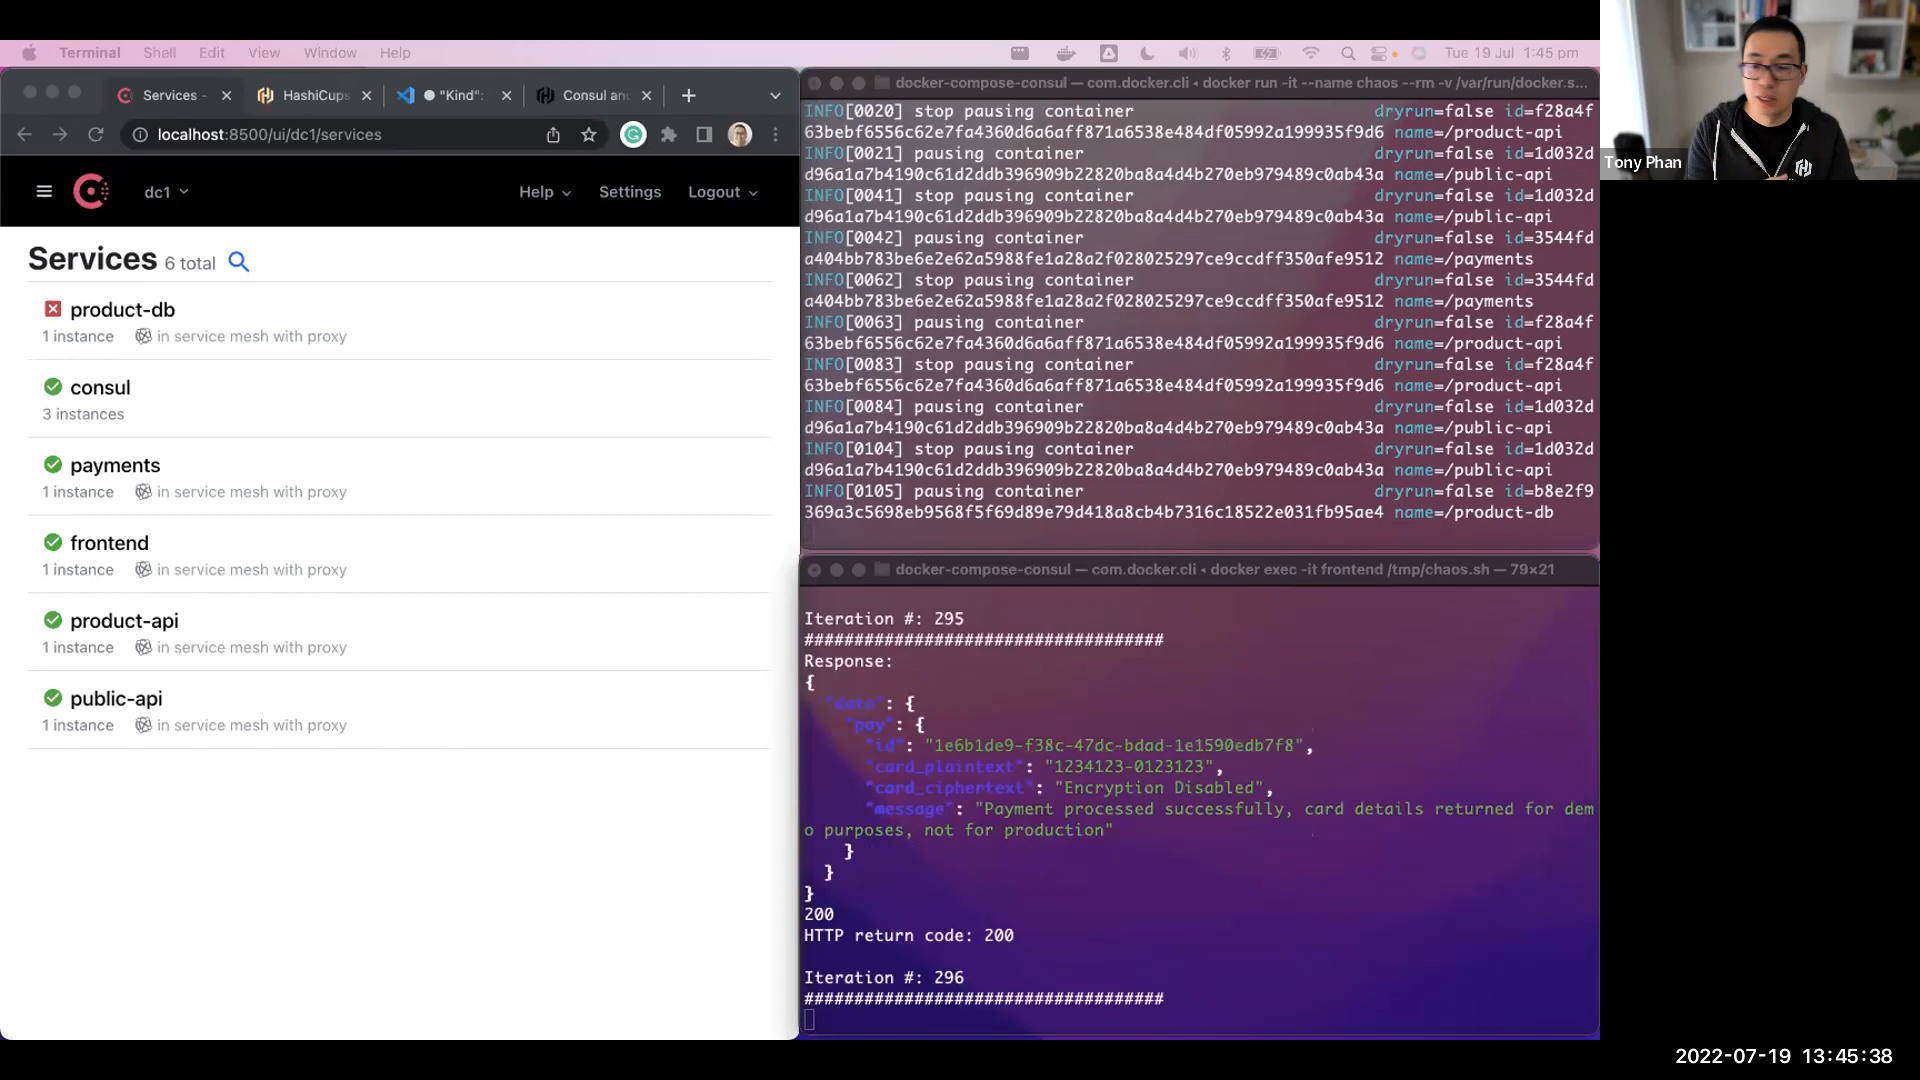 Terminal Shell Edit View Window Help
Tue 19 Jul 1:45 pm
Services -
HashiCups
"Kind":
Consul an
localhost:8500/ui/dc1/services
dc1
Help
Settings
Logout
Services 6 total
product-db
1 instance in service mesh with proxy
consul
3 instances
payments
1 instance in service mesh with proxy
frontend
1 instance in service mesh with proxy
product-api
1 instance in service mesh with proxy
public-api
1 instance in service mesh with proxy
docker-compose-consul — com.docker.cli ◂ docker run -it --name chaos --rm -v /var/run/docker.s...
INFO[0020] stop pausing container dryrun=false id=f28a4f
63bebf6556c62e7fa4360d6a6aff871a6538e484df05992a199935f9d6 name=/product-api
INFO[0021] pausing container dryrun=false id=1d032d
d96a1a7b4190c61d2ddb396909b22820ba8a4d4b270eb979489c0ab43a name=/public-api
INFO[0041] stop pausing container dryrun=false id=1d032d
d96a1a7b4190c61d2ddb396909b22820ba8a4d4b270eb979489c0ab43a name=/public-api
INFO[0042] pausing container dryrun=false id=3544fd
a404bb783be6e2e62a5988fe1a28a2f028025297ce9ccdff350afe9512 name=/payments
INFO[0062] stop pausing container dryrun=false id=3544fd
a404bb783be6e2e62a5988fe1a28a2f028025297ce9ccdff350afe9512 name=/payments
INFO[0063] pausing container dryrun=false id=f28a4f
63bebf6556c62e7fa4360d6a6aff871a6538e484df05992a199935f9d6 name=/product-api
INFO[0083] stop pausing container dryrun=false id=f28a4f
63bebf6556c62e7fa4360d6a6aff871a6538e484df05992a199935f9d6 name=/product-api
INFO[0084] pausing container dryrun=false id=1d032d
d96a1a7b4190c61d2ddb396909b22820ba8a4d4b270eb979489c0ab43a name=/public-api
INFO[0104] stop pausing container dryrun=false id=1d032d
d96a1a7b4190c61d2ddb396909b22820ba8a4d4b270eb979489c0ab43a name=/public-api
INFO[0105] pausing container dryrun=false id=b8e2f9
369a3c5698eb9568f5f69d89e79d418a8cb4b7316c18522e031fb95ae4 name=/product-db
docker-compose-consul — com.docker.cli ◂ docker exec -it frontend /tmp/chaos.sh — 79×21
Iteration #: 295
####################################
Response:
{
"data": {
"pay": {
"id": "1e6b1de9-f38c-47dc-bdad-1e1590edb7f8",
"card_plaintext": "1234123-0123123",
"card_ciphertext": "Encryption Disabled",
"message": "Payment processed successfully, card details returned for dem
o purposes, not for production"
}
}
}
200
HTTP return code: 200
Iteration #: 296
####################################
Tony Phan
2022-07-19 13:45:38